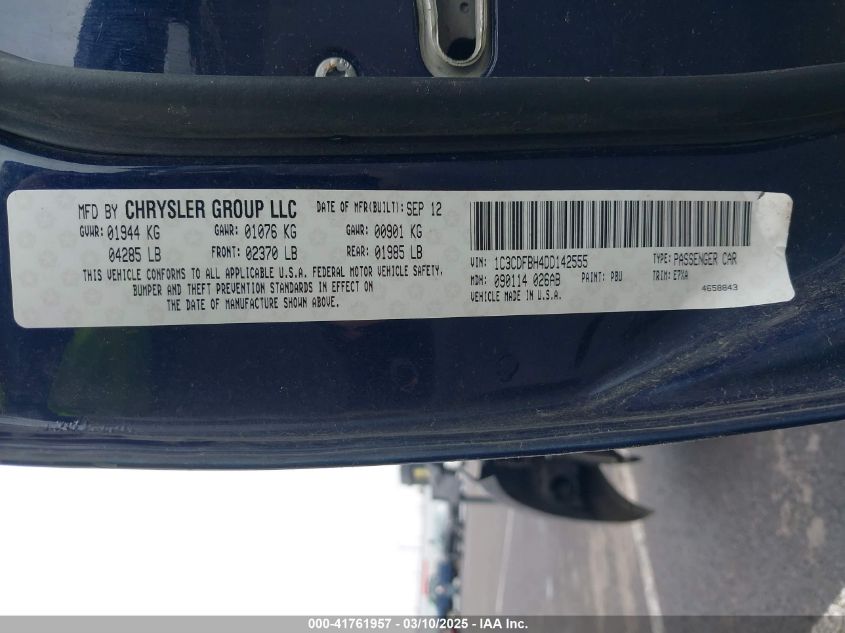 MFD BY CHRYSLER GROUP LLC DATE OF MFR(BUILT): SEP 12
GVWR: 01944 KG GAWR: 01076 KG GAWR: 00901 KG
04285 LB FRONT: 02370 LB REAR: 01985 LB
THIS VEHICLE CONFORMS TO ALL APPLICABLE U.S.A. FEDERAL MOTOR VEHICLE SAFETY,
BUMPER AND THEFT PREVENTION STANDARDS IN EFFECT ON
THE DATE OF MANUFACTURE SHOWN ABOVE.
VIN: 1C3CDFBH4DD142555 TYPE: PASSENGER CAR
MDH: 090114 026AB PAINT: PBU TRIM: E7XA
VEHICLE MADE IN U.S.A. 4658843
000-41761957 - 03/10/2025 - IAA Inc.